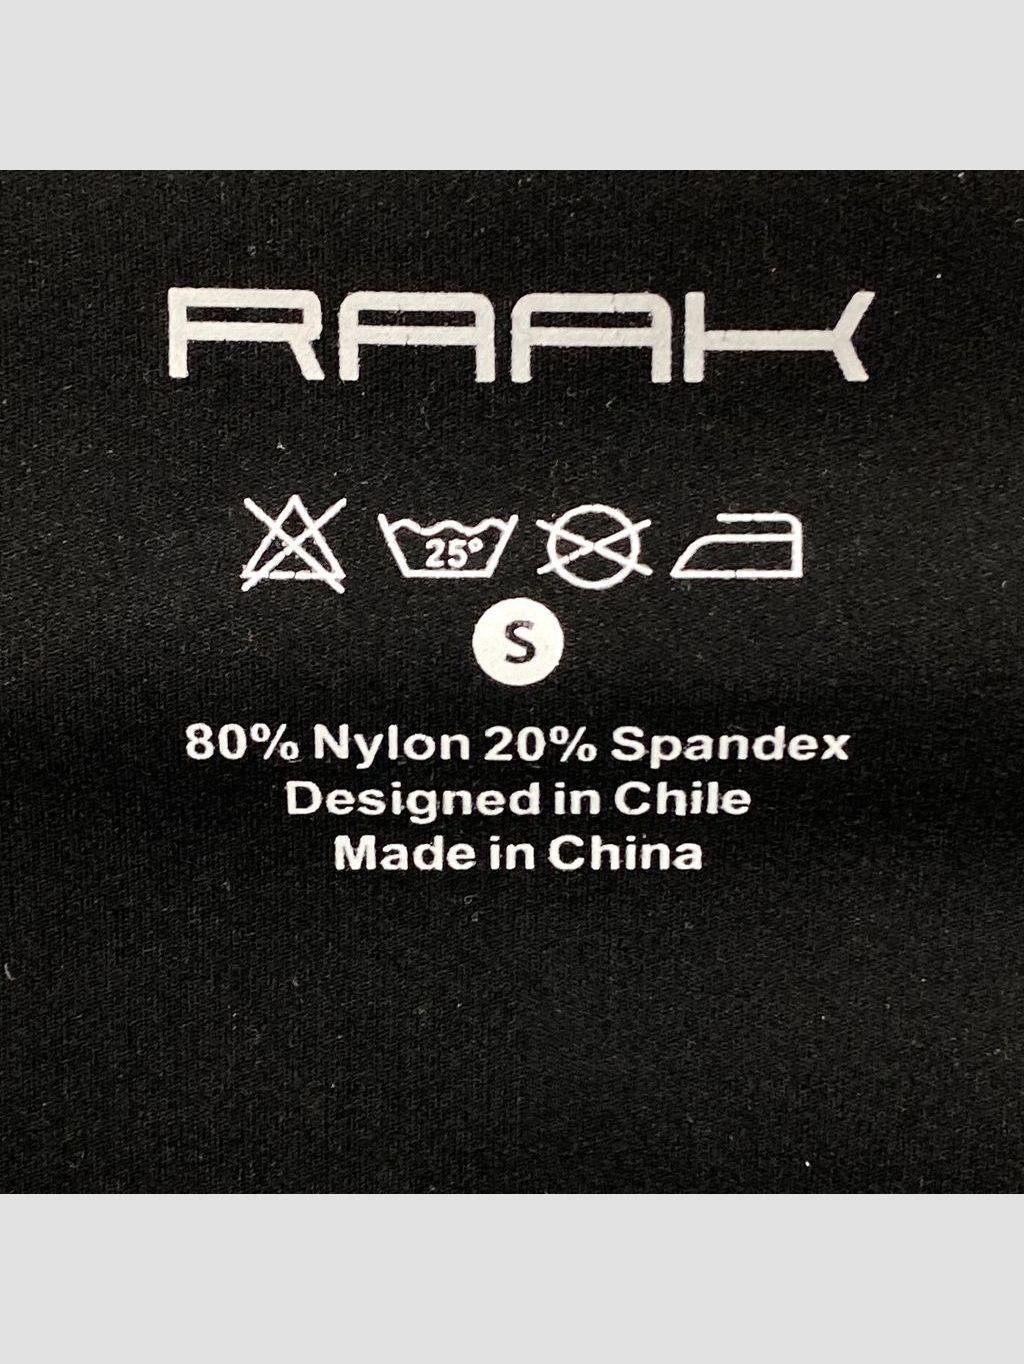 RAAK
25°
S
80% Nylon 20% Spandex
Designed in Chile
Made in China